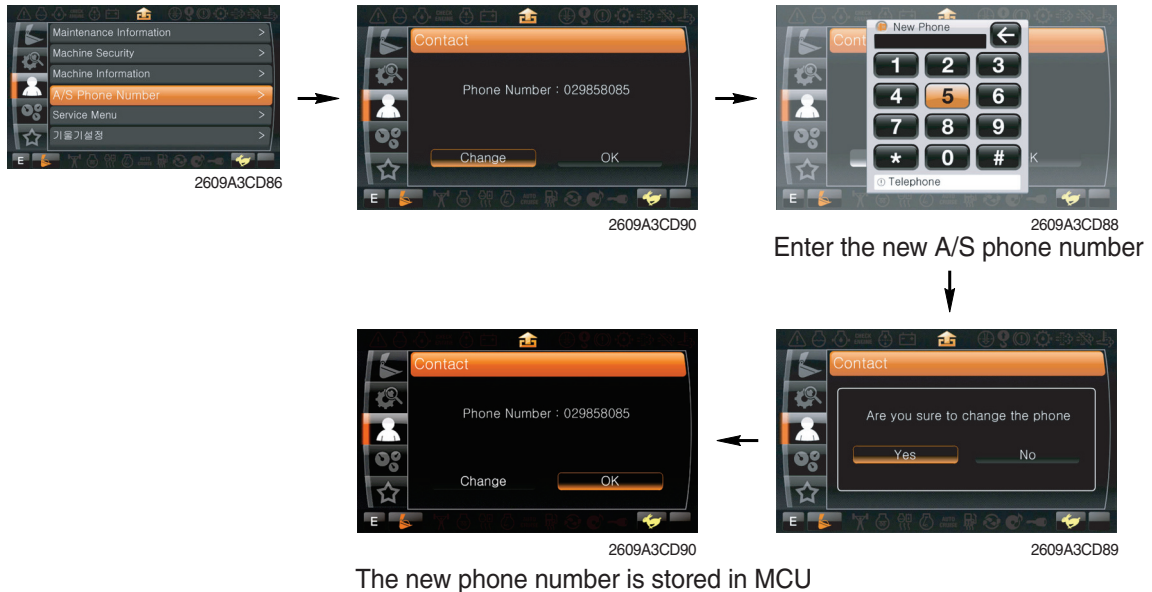 Maintenance Information >
Machine Security >
Machine Information >
A/S Phone Number >
Service Menu >
기울기설정 >
E
2609A3CD86
Contact
Phone Number : 029858085
Change OK
E
2609A3CD90
New Phone
Cont
1 2 3
4 5 6
7 8 9
* 0 #
K
Telephone
E
2609A3CD88
Enter the new A/S phone number
Contact
Are you sure to change the phone
Yes No
E
2609A3CD89
Contact
Phone Number : 029858085
Change OK
E
2609A3CD90
The new phone number is stored in MCU